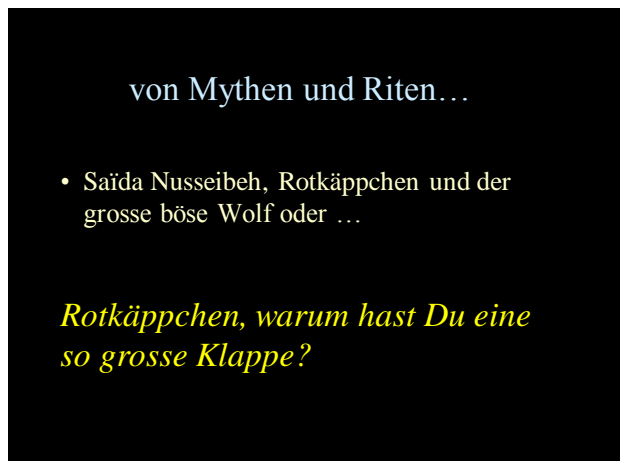 von Mythen und Riten…
• Saïda Nusseibeh, Rotkäppchen und der
grosse böse Wolf oder …
Rotkäppchen, warum hast Du eine
so grosse Klappe?